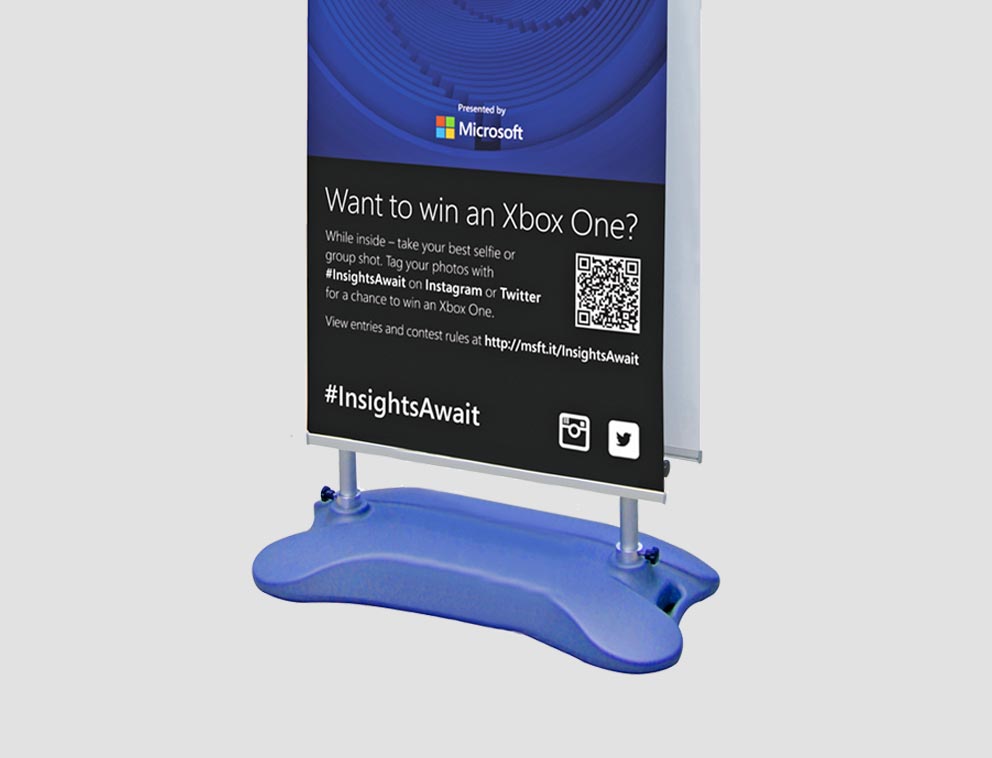 Presented by
Microsoft
Want to win an Xbox One?
While inside – take your best selfie or
group shot. Tag your photos with
#InsightsAwait on Instagram or Twitter
for a chance to win an Xbox One.
View entries and contest rules at http://msft.it/InsightsAwait
#InsightsAwait